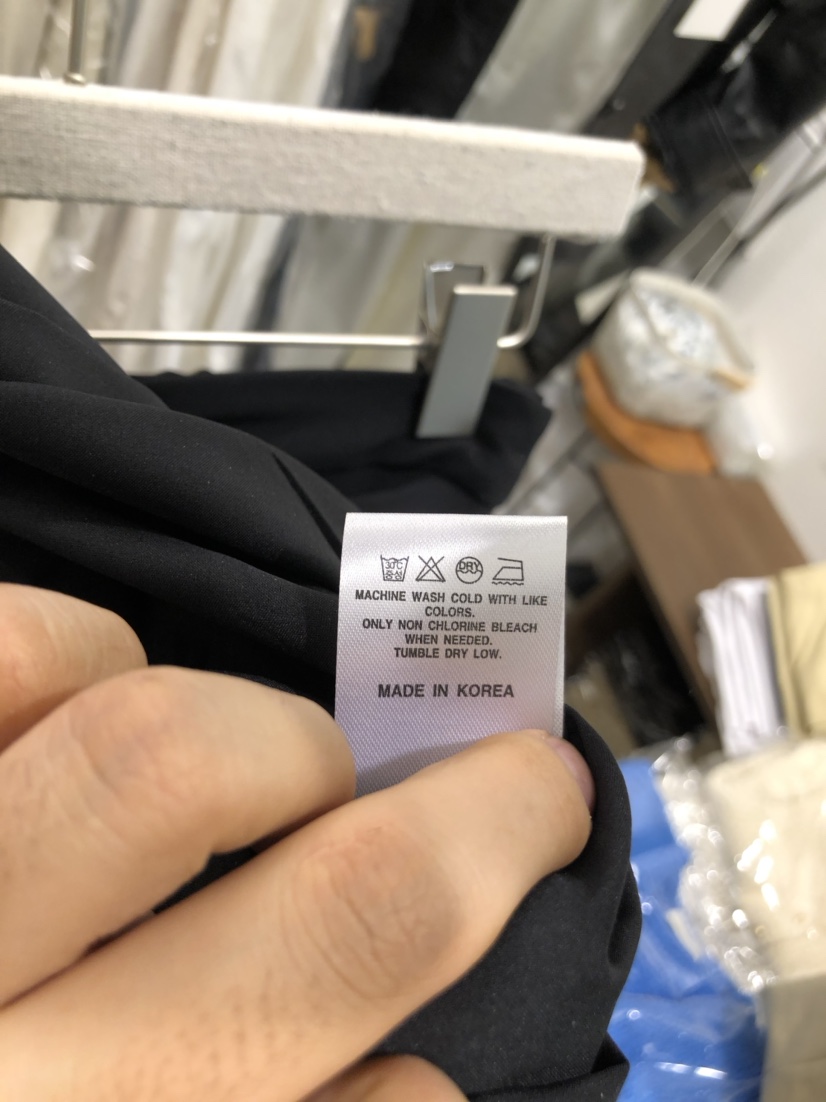 30°C
DRY
MACHINE WASH COLD WITH LIKE
COLORS.
ONLY NON CHLORINE BLEACH
WHEN NEEDED.
TUMBLE DRY LOW.
MADE IN KOREA